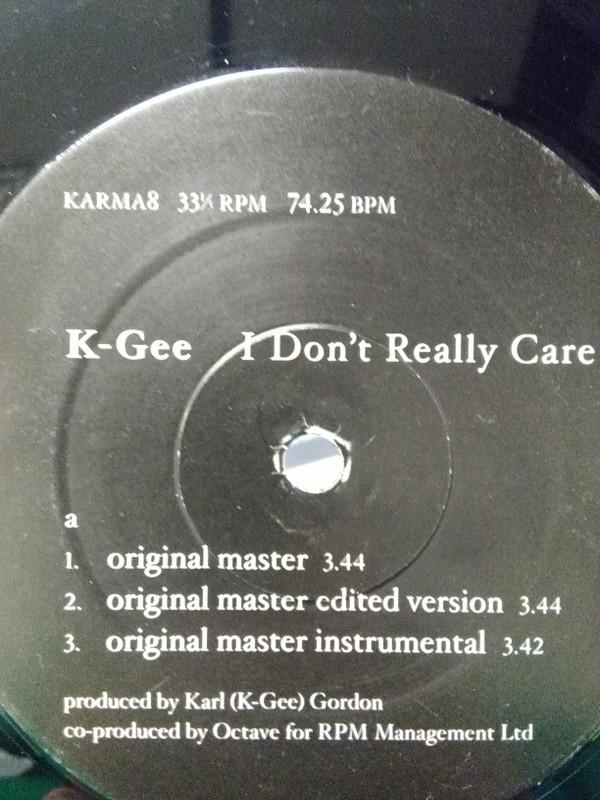 KARMA8 33⅓ RPM 74.25 BPM
K-Gee I Don't Really Care
a
1. original master 3.44
2. original master edited version 3.44
3. original master instrumental 3.42
produced by Karl (K-Gee) Gordon
co-produced by Octave for RPM Management Ltd